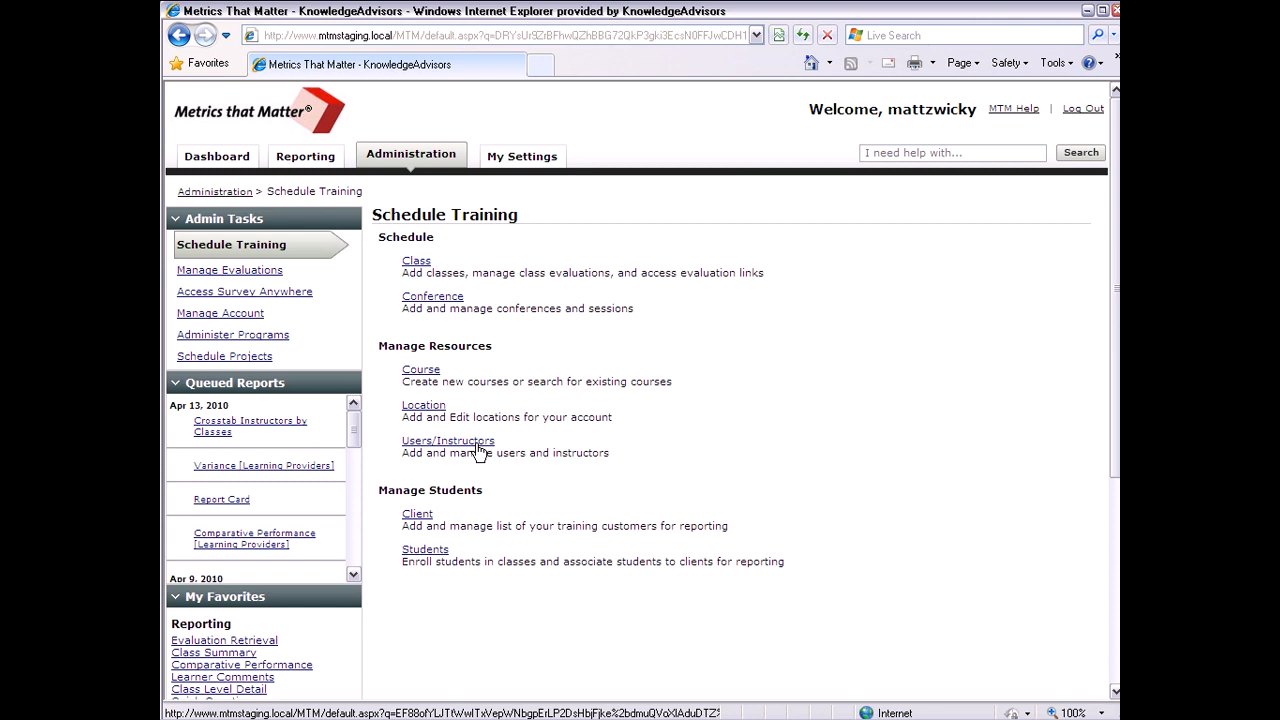 Metrics That Matter - KnowledgeAdvisors - Windows Internet Explorer provided by KnowledgeAdvisors
Live Search
Favorites
Metrics That Matter - KnowledgeAdvisors
Page
Safety
Tools
Metrics that Matter®
Welcome, mattzwicky
MTM Help | Log Out
Dashboard
Reporting
Administration
My Settings
I need help with...
Search
Administration > Schedule Training
Admin Tasks
Schedule Training
Manage Evaluations
Access Survey Anywhere
Manage Account
Administer Programs
Schedule Projects
Queued Reports
Apr 13, 2010
Crosstab Instructors by
Classes
Variance [Learning Providers]
Report Card
Comparative Performance
[Learning Providers]
Apr 9, 2010
My Favorites
Reporting
Evaluation Retrieval
Class Summary
Comparative Performance
Learner Comments
Class Level Detail
Schedule Training
Schedule
Class
Add classes, manage class evaluations, and access evaluation links
Conference
Add and manage conferences and sessions
Manage Resources
Course
Create new courses or search for existing courses
Location
Add and Edit locations for your account
Users/Instructors
Add and manage users and instructors
Manage Students
Client
Add and manage list of your training customers for reporting
Students
Enroll students in classes and associate students to clients for reporting
Internet
100%